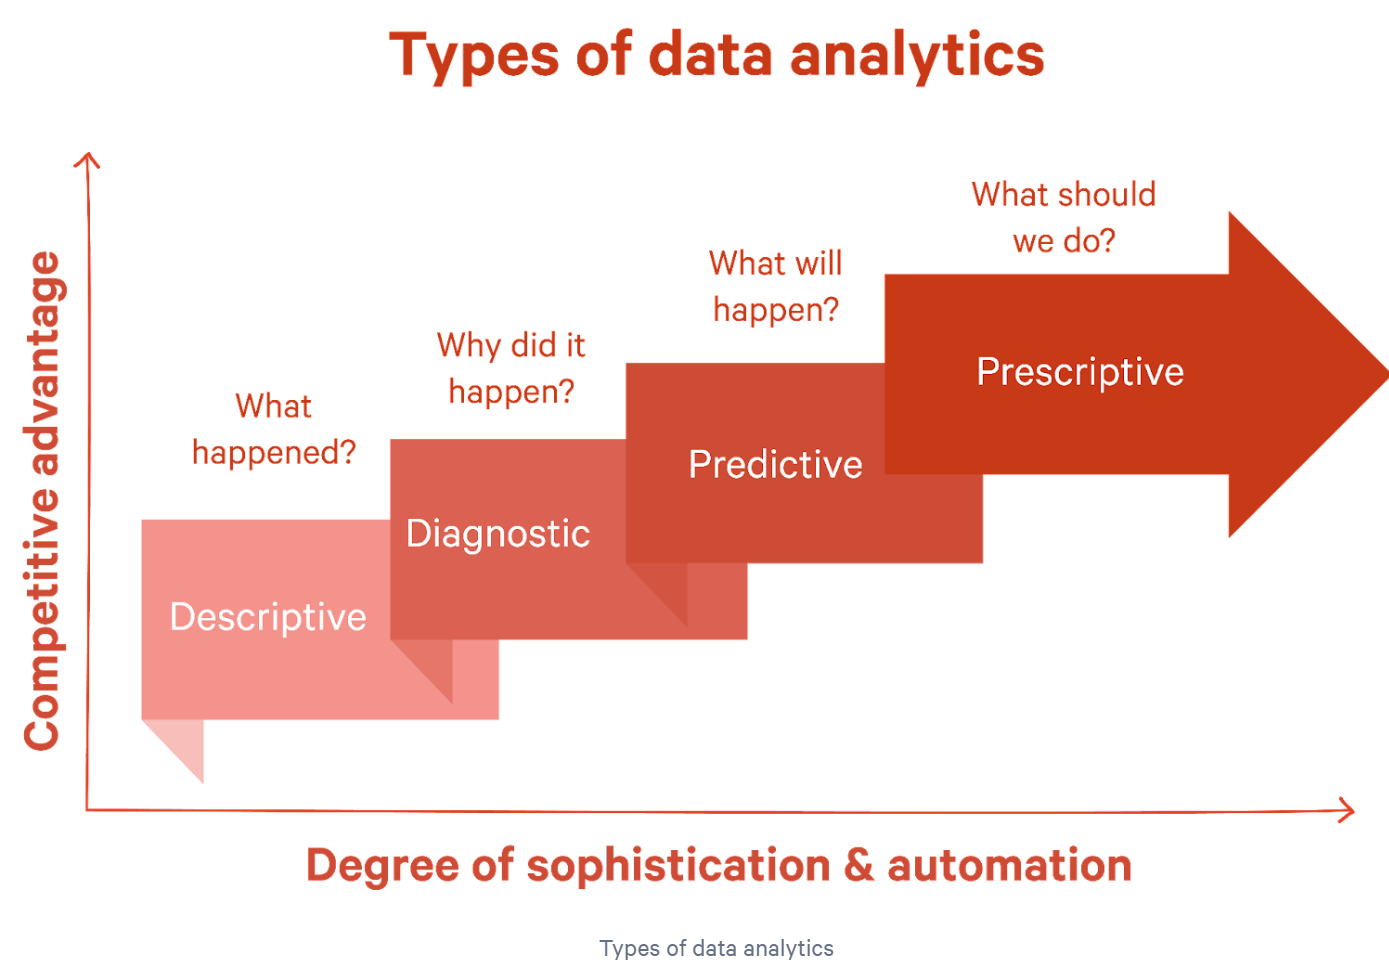 Types of data analytics
What should
we do?
What will
happen?
Why did it
happen?
What
happened?
Prescriptive
Predictive
Diagnostic
Descriptive
Competitive advantage
Degree of sophistication & automation
Types of data analytics